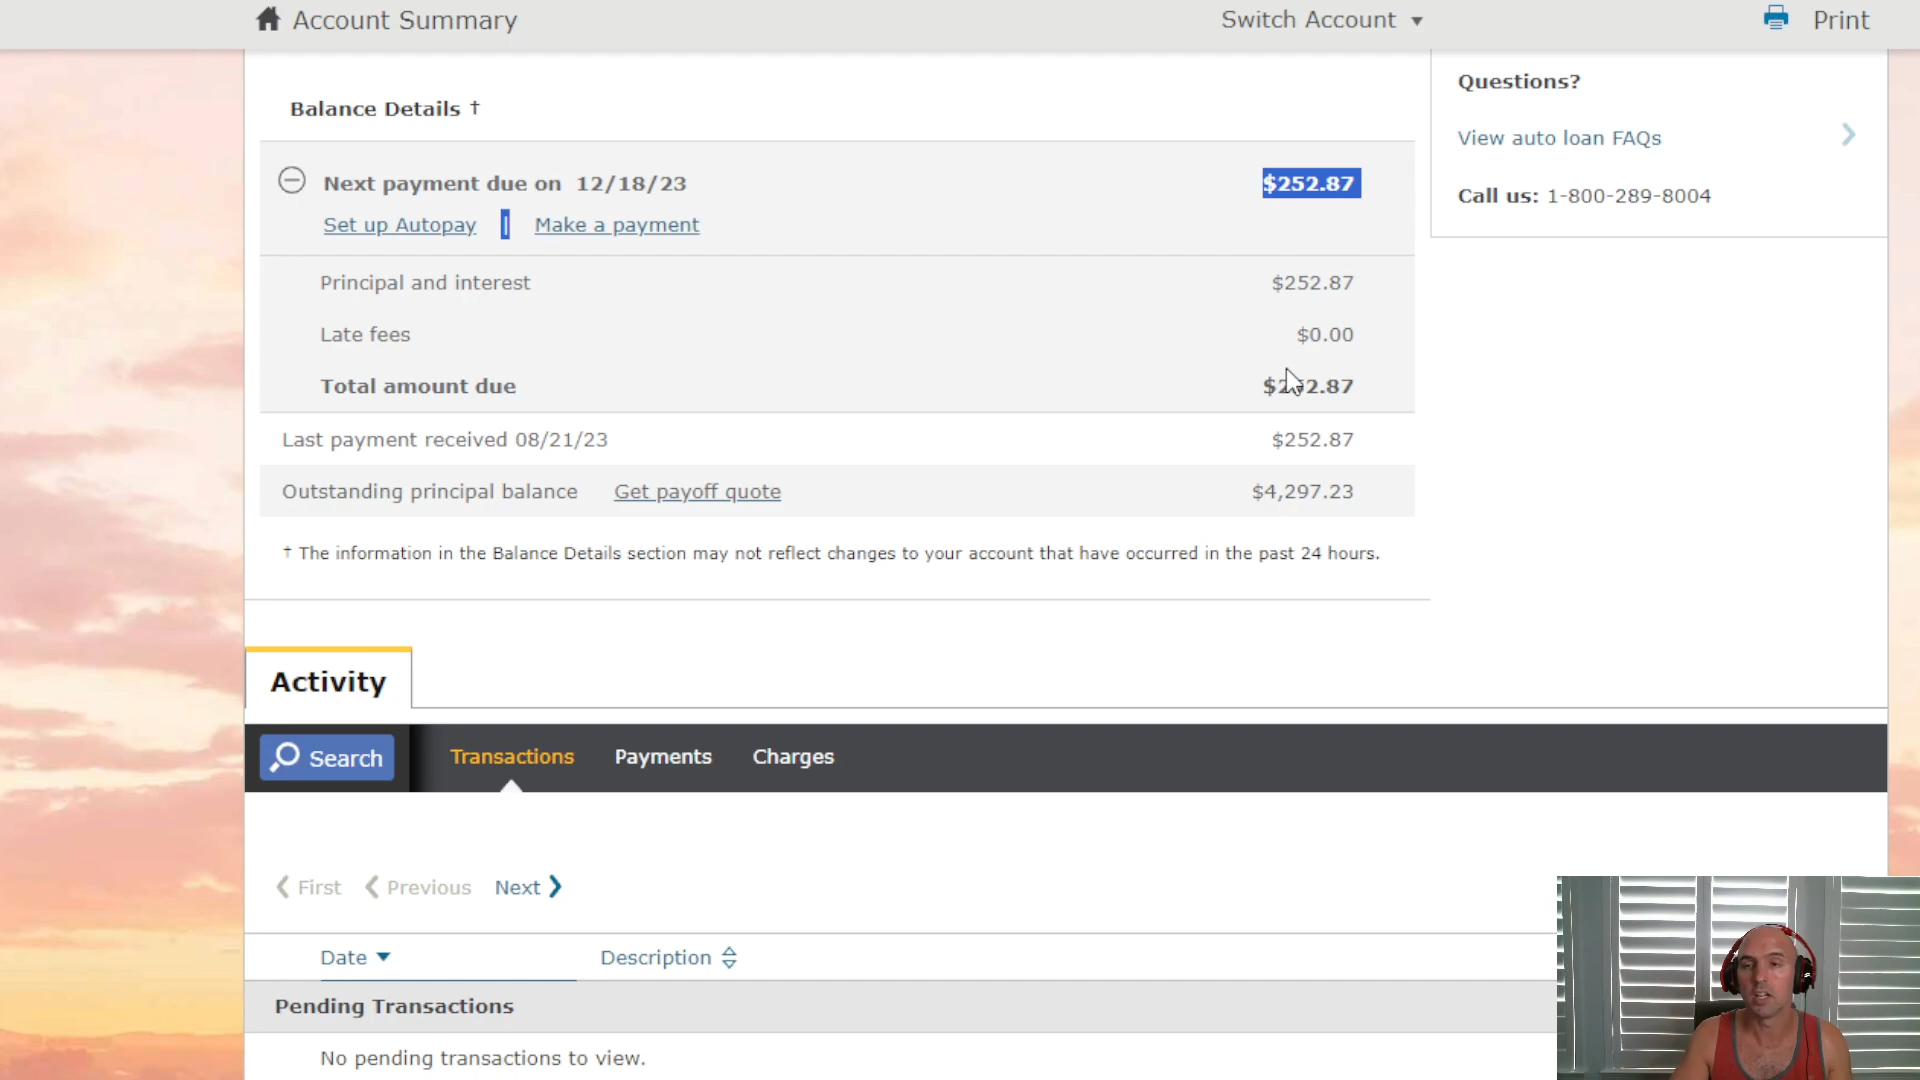 Account Summary
Switch Account
Print
Balance Details †
Next payment due on 12/18/23
$252.87
Set up Autopay | Make a payment
Principal and interest
$252.87
Late fees
$0.00
Total amount due
$252.87
Last payment received 08/21/23
$252.87
Outstanding principal balance
Get payoff quote
$4,297.23
† The information in the Balance Details section may not reflect changes to your account that have occurred in the past 24 hours.
Questions?
View auto loan FAQs
Call us: 1-800-289-8004
Activity
Search
Transactions
Payments
Charges
First
Previous
Next
Date
Description
Pending Transactions
No pending transactions to view.